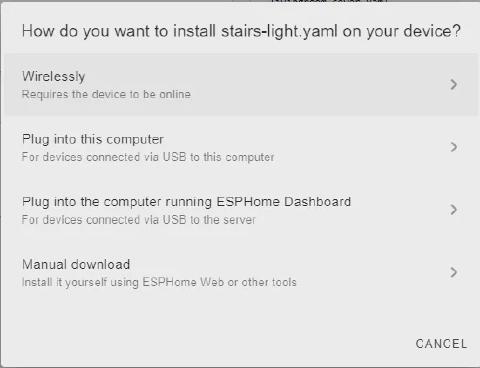 How do you want to install stairs-light.yaml on your device?
Wirelessly
Requires the device to be online
Plug into this computer
For devices connected via USB to this computer
Plug into the computer running ESPHome Dashboard
For devices connected via USB to the server
Manual download
Install it yourself using ESPHome Web or other tools
CANCEL